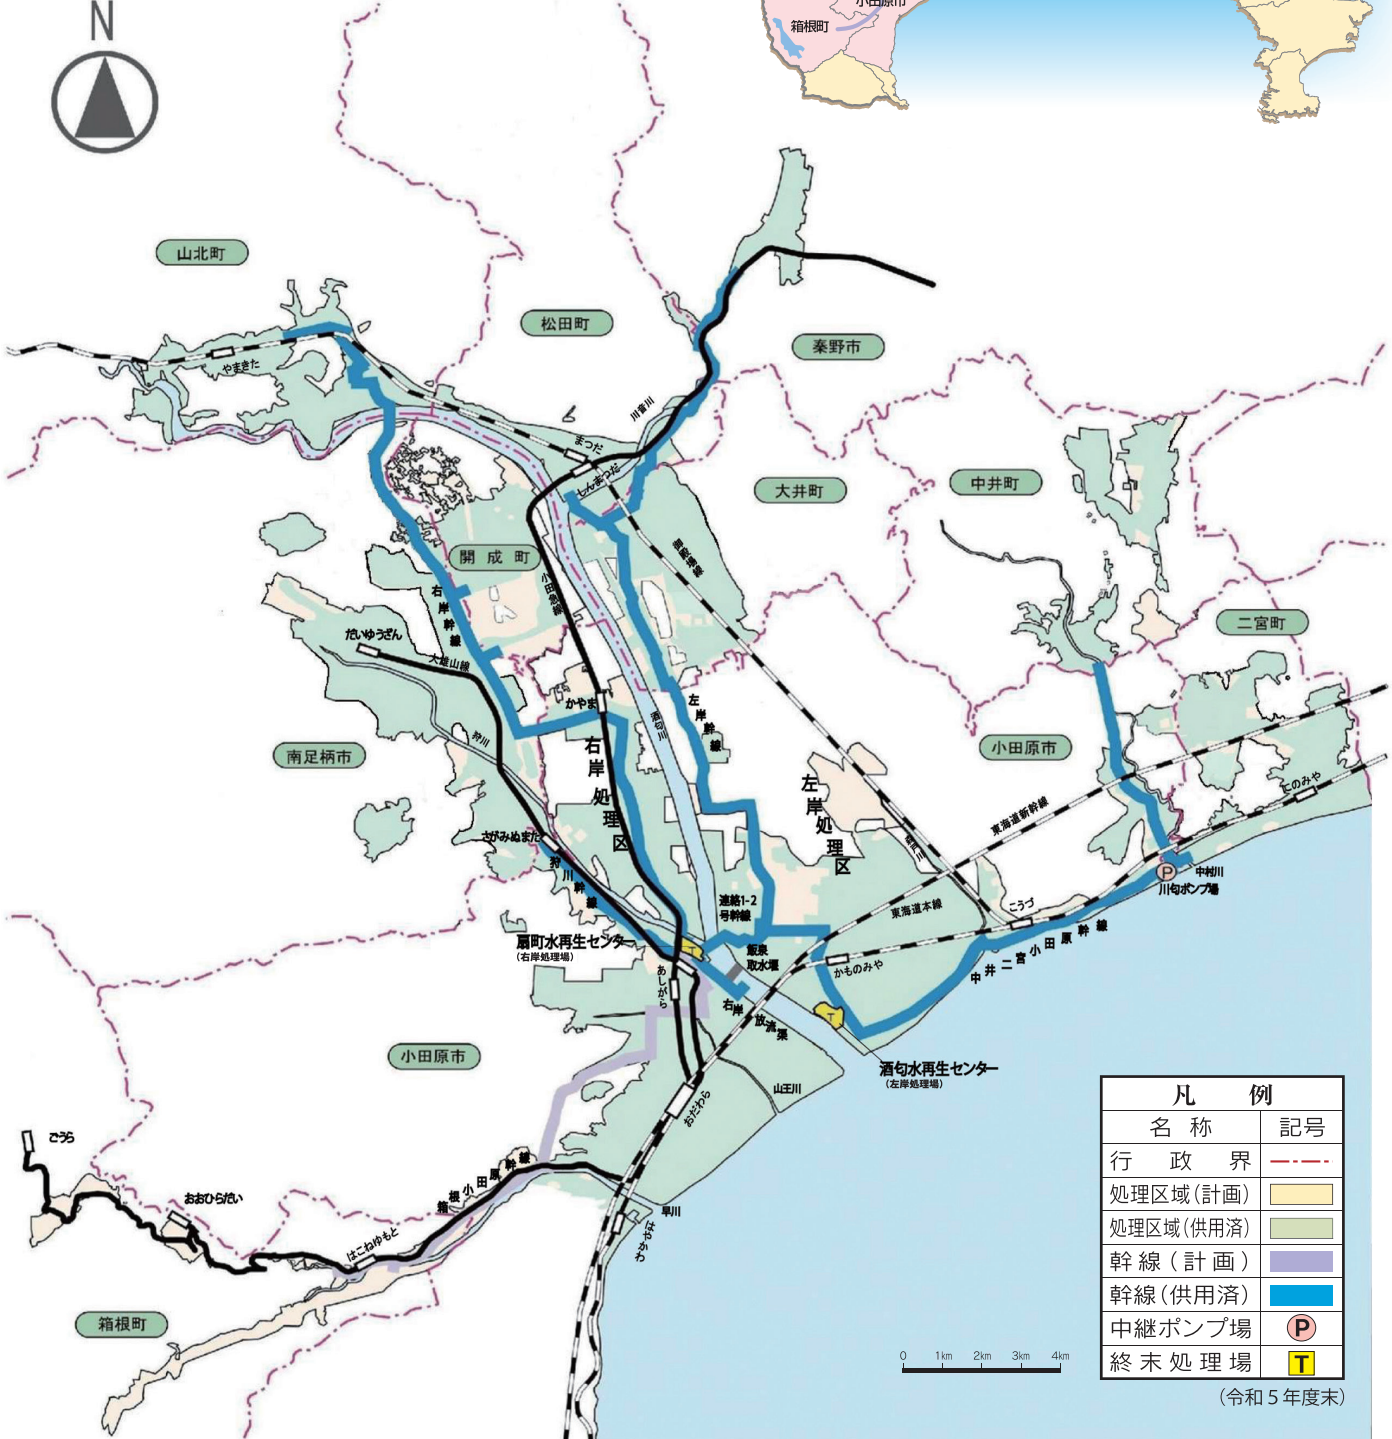 小田原市
箱根町
N
山北町
松田町
秦野市
やまきた
川音川
まつだ
しんまつだ
大井町
中井町
開成町
御殿場線
小田急線
右岸幹線
二宮町
だいゆうざん
大雄山線
かやま
酒匂川
左岸幹線
狩川
南足柄市
小田原市
右岸処理区
左岸処理区
東海道新幹線
にのみや
さがみぬまた
狩川幹線
P
中村川
川匂ポンプ場
連絡1-2
号幹線
東海道本線
こうづ
扇町水再生センター
(右岸処理場)
T
飯泉
取水堰
かものみや
中井二宮小田原幹線
あしがら
右岸放流渠
T
小田原市
酒匂水再生センター
(左岸処理場)
山王川
おだわら
ごうら
箱根小田原幹線
おおひらだい
はこねゆもと
早川
はやかわ
箱根町
凡例
名称 記号
行政界
処理区域(計画)
処理区域(供用済)
幹線(計画)
幹線(供用済)
中継ポンプ場 P
終末処理場 T
0 1km 2km 3km 4km
(令和5年度末)